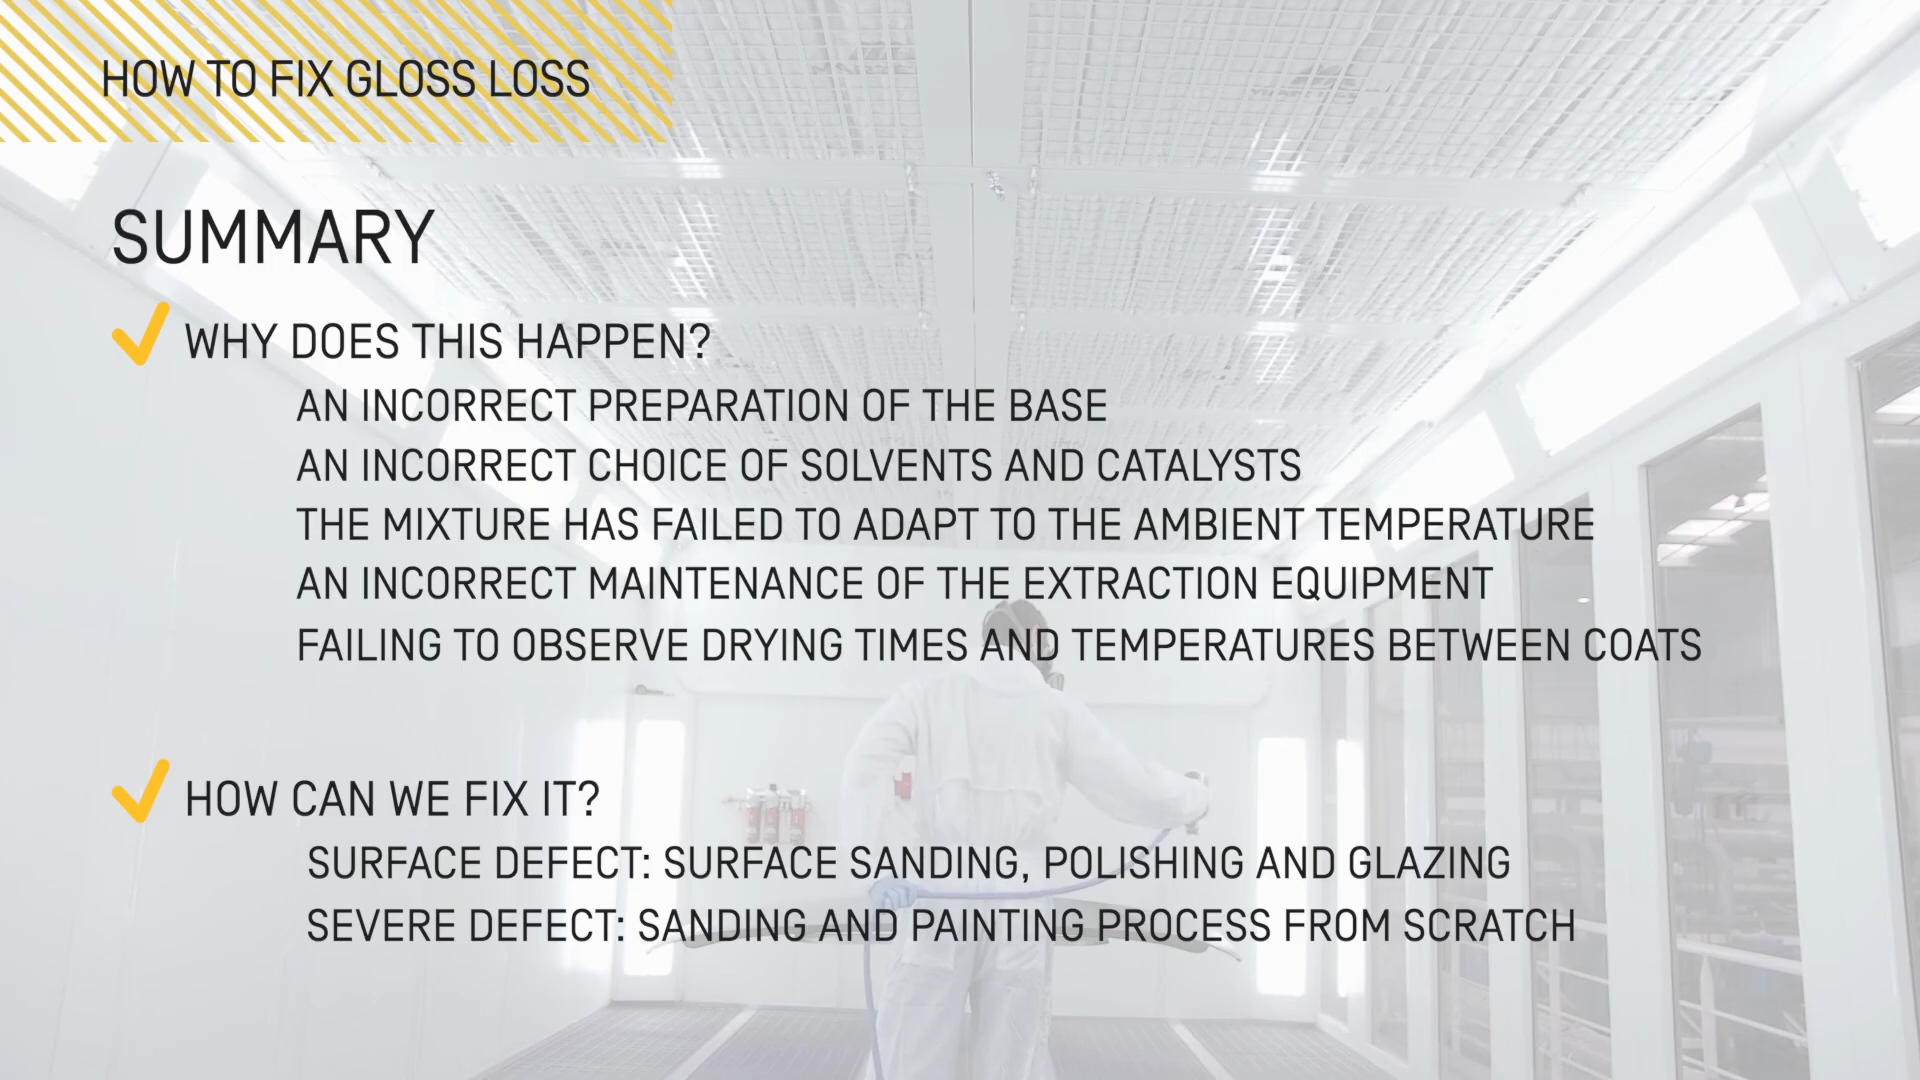 HOW TO FIX GLOSS LOSS
SUMMARY
WHY DOES THIS HAPPEN?
AN INCORRECT PREPARATION OF THE BASE
AN INCORRECT CHOICE OF SOLVENTS AND CATALYSTS
THE MIXTURE HAS FAILED TO ADAPT TO THE AMBIENT TEMPERATURE
AN INCORRECT MAINTENANCE OF THE EXTRACTION EQUIPMENT
FAILING TO OBSERVE DRYING TIMES AND TEMPERATURES BETWEEN COATS
HOW CAN WE FIX IT?
SURFACE DEFECT: SURFACE SANDING, POLISHING AND GLAZING
SEVERE DEFECT: SANDING AND PAINTING PROCESS FROM SCRATCH